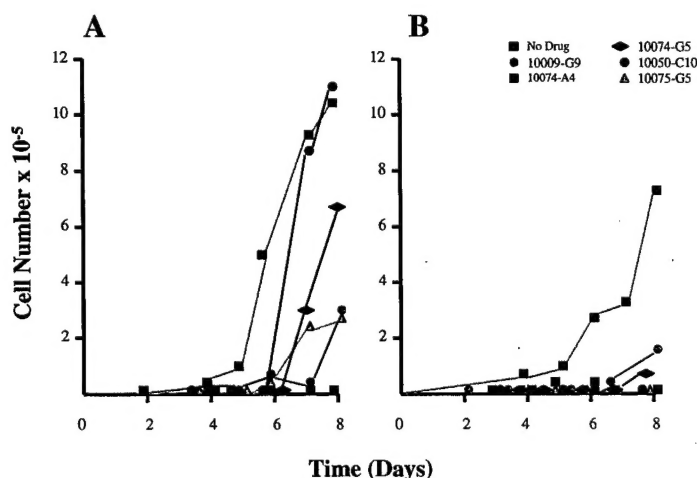 A
B
No Drug
10009-G9
10074-A4
10074-G5
10050-C10
10075-G5
Cell Number x 10-5
12
10
8
6
4
2
0 2 4 6 8
12
10
8
6
4
2
0 2 4 6 8
Time (Days)